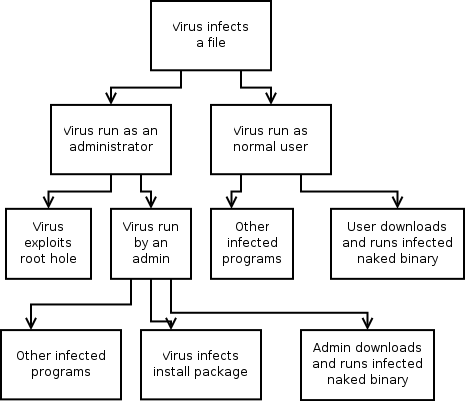 Virus infects
a file
Virus run as an
administrator
Virus run as
normal user
Virus
exploits
root hole
Virus run
by an
admin
Other
infected
programs
User downloads
and runs infected
naked binary
Other infected
programs
Virus infects
install package
Admin downloads
and runs infected
naked binary